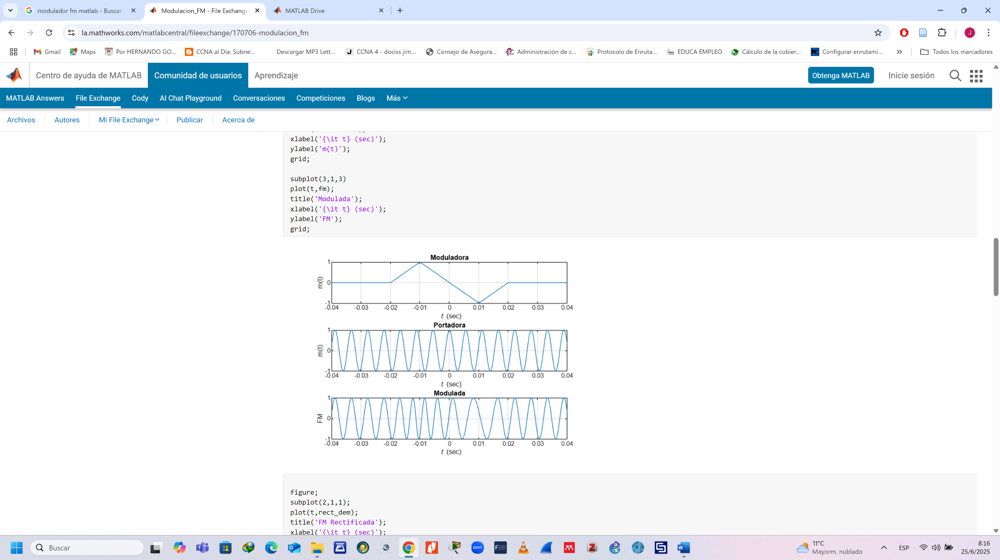 modulador fm matlab - Buscar
Modulacion_FM - File Exchange
MATLAB Drive
la.mathworks.com/matlabcentral/fileexchange/170706-modulacion_fm
J
Gmail
Maps
Por HERNANDO GO...
CCNA al Día: Subne...
Descargar MP3 Lett...
CCNA 4 - dociss jim...
Consejo de Asegura...
Administración de c...
Protocolo de Enruta...
EDUCA EMPLEO
Cálculo de la cubier...
Configurar enrutami...
Todos los marcadores
Centro de ayuda de MATLAB
Comunidad de usuarios
Aprendizaje
Obtenga MATLAB
Inicie sesión
MATLAB Answers
File Exchange
Cody
AI Chat Playground
Conversaciones
Competiciones
Blogs
Más
Archivos
Autores
Mi File Exchange
Publicar
Acerca de
xlabel('{\it t} (sec)');
ylabel('m(t)');
grid;
subplot(3,1,3)
plot(t,fm);
title('Modulada');
xlabel('{\it t} (sec)');
ylabel('FM');
grid;
Moduladora
1
0
-1
m(t)
-0.04 -0.03 -0.02 -0.01 0 0.01 0.02 0.03 0.04
t (sec)
Portadora
1
0
-1
m(t)
-0.04 -0.03 -0.02 -0.01 0 0.01 0.02 0.03 0.04
t (sec)
Modulada
1
0
-1
FM
-0.04 -0.03 -0.02 -0.01 0 0.01 0.02 0.03 0.04
t (sec)
figure;
subplot(2,1,1);
plot(t,rect_dem);
title('FM Rectificada');
xlabel('{\it t} (sec)');
Buscar
zoom
11°C
Mayorm. nublado
ESP
8:16
25/6/2025